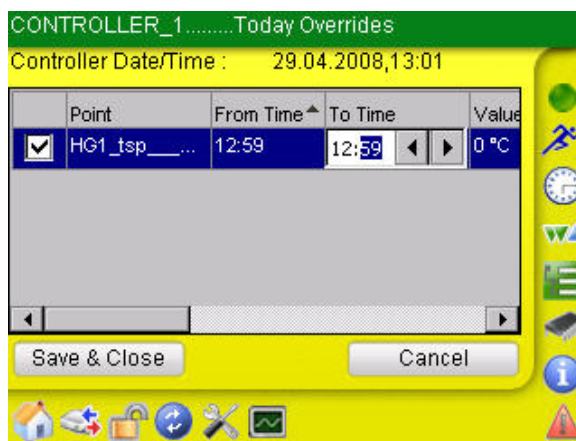 CONTROLLER_1.........Today Overrides
Controller Date/Time : 29.04.2008,13:01
Point From Time To Time Value
HG1_tsp___... 12:59 12:59 0 °C
Save & Close Cancel